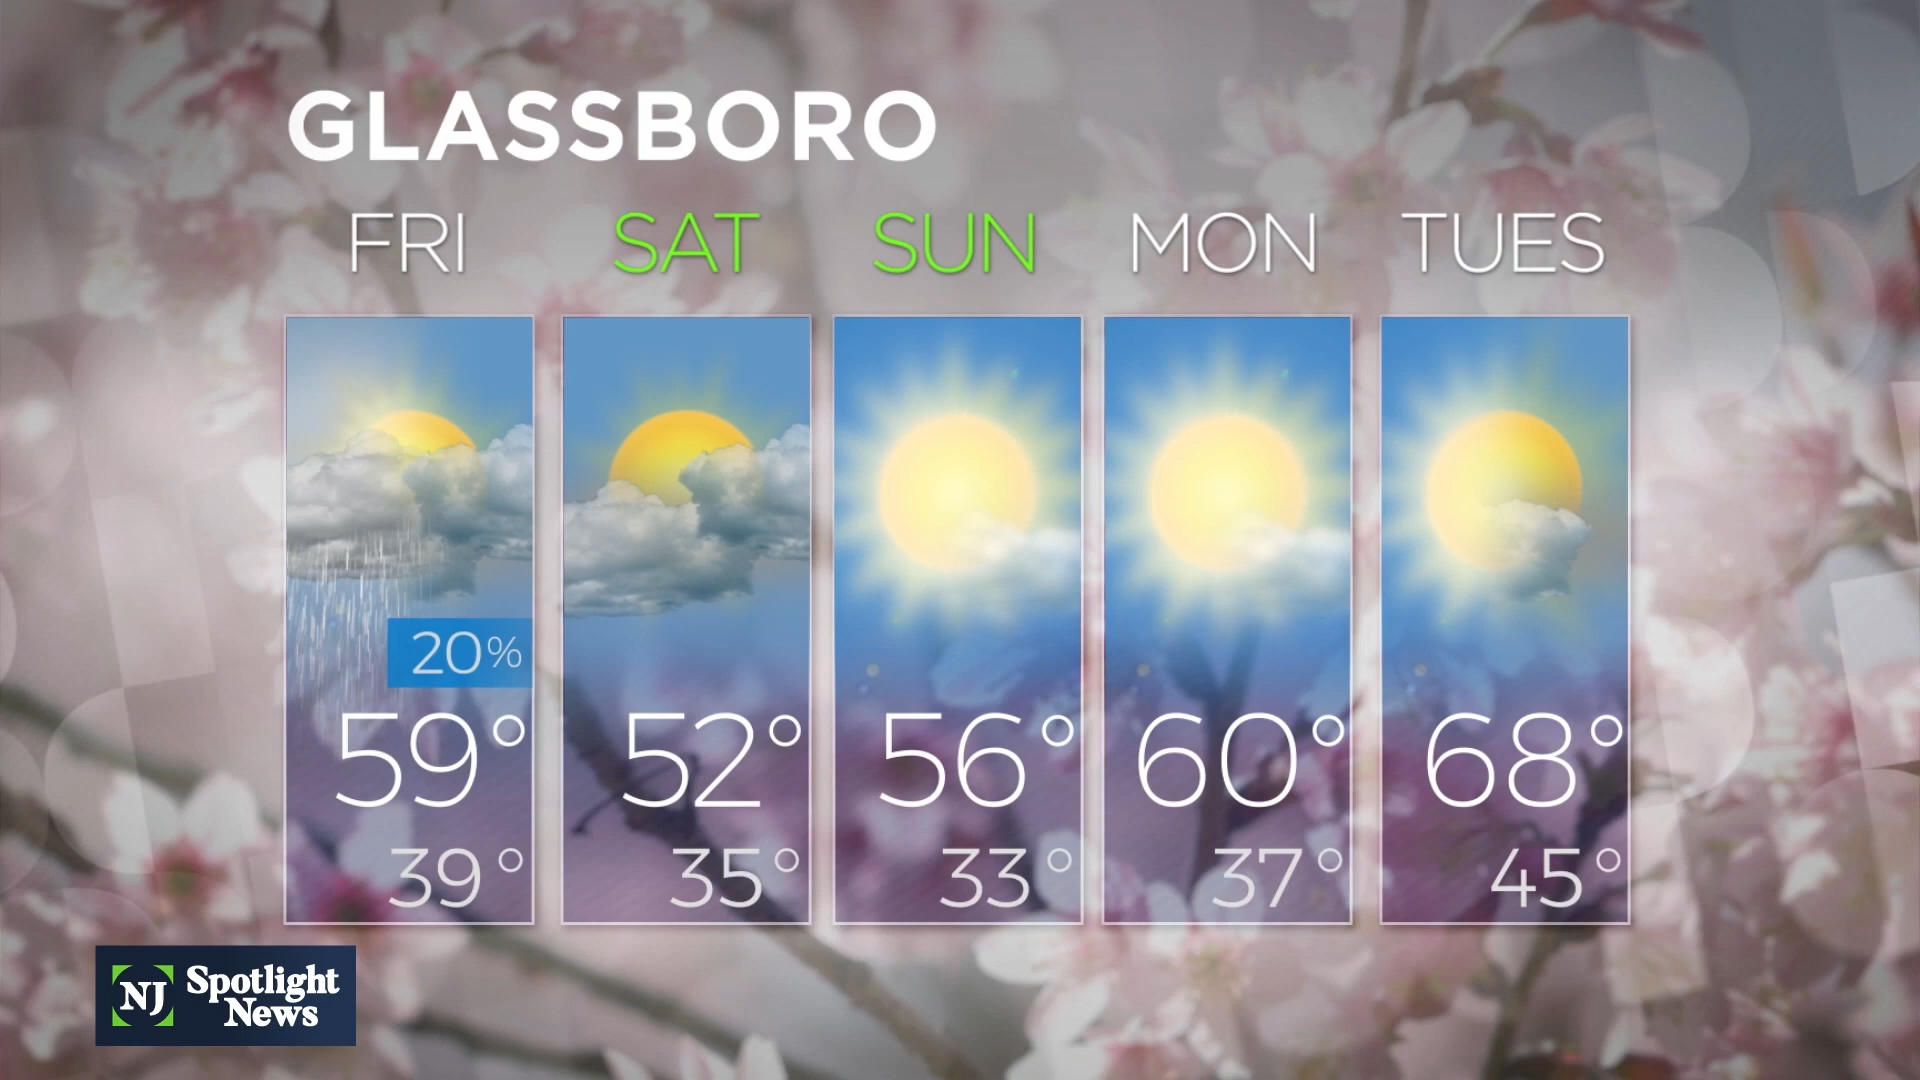 GLASSBORO
FRI SAT SUN MON TUES
20%
59° 52° 56° 60° 68°
39° 35° 33° 37° 45°
NJ Spotlight
News